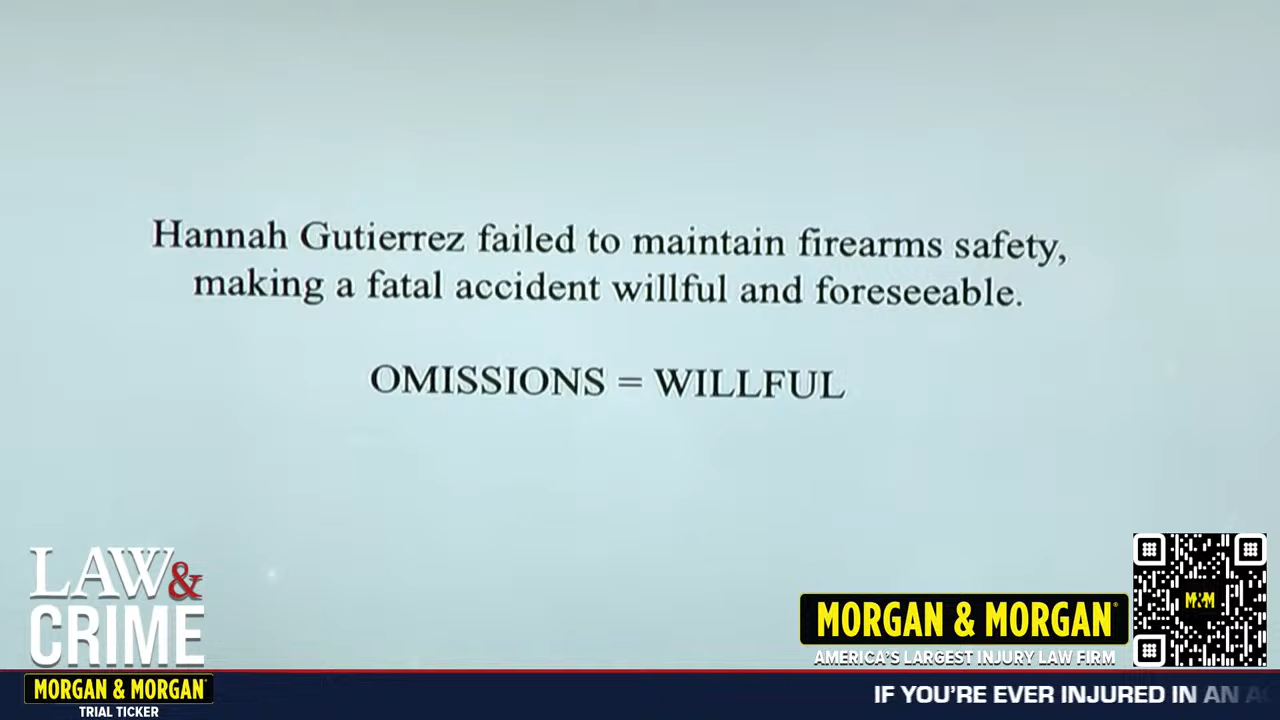 Hannah Gutierrez failed to maintain firearms safety,
making a fatal accident willful and foreseeable.
OMISSIONS = WILLFUL
LAW&
CRIME
MORGAN & MORGAN
TRIAL TICKER
MORGAN & MORGAN®
AMERICA'S LARGEST INJURY LAW FIRM
M&M
IF YOU'RE EVER INJURED IN AN